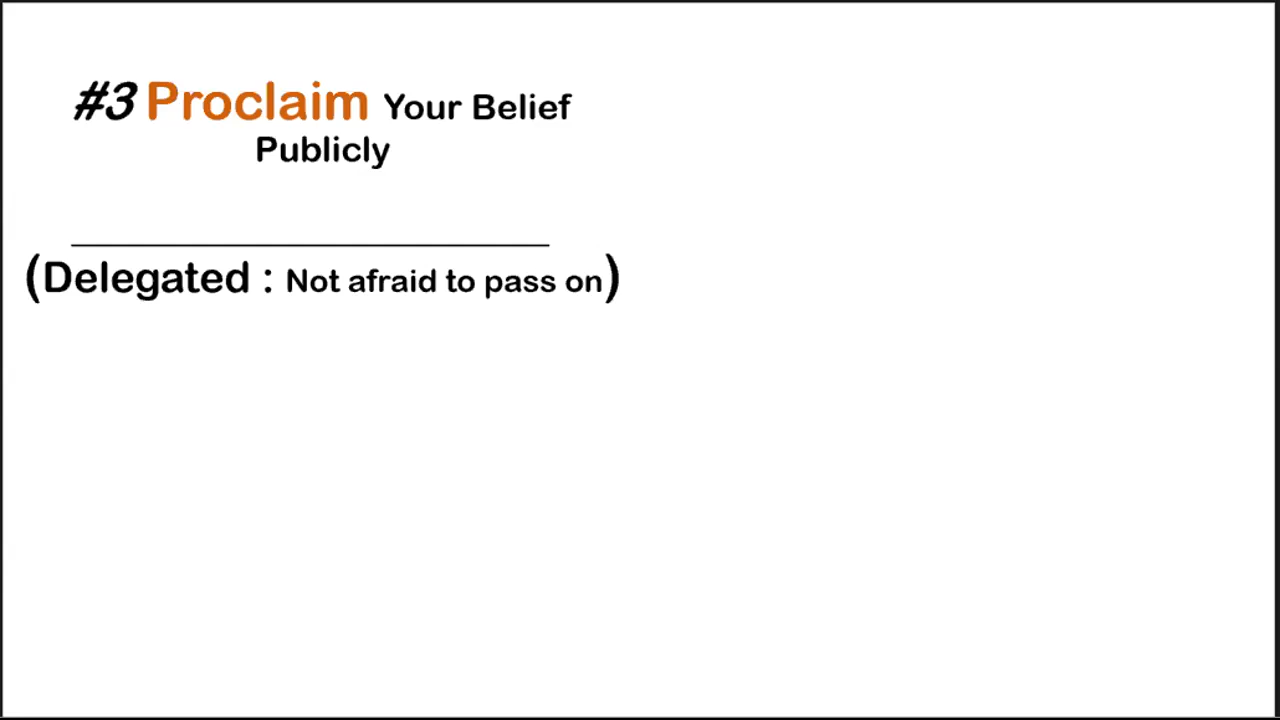 #3 Proclaim Your Belief
Publicly
(Delegated : Not afraid to pass on)